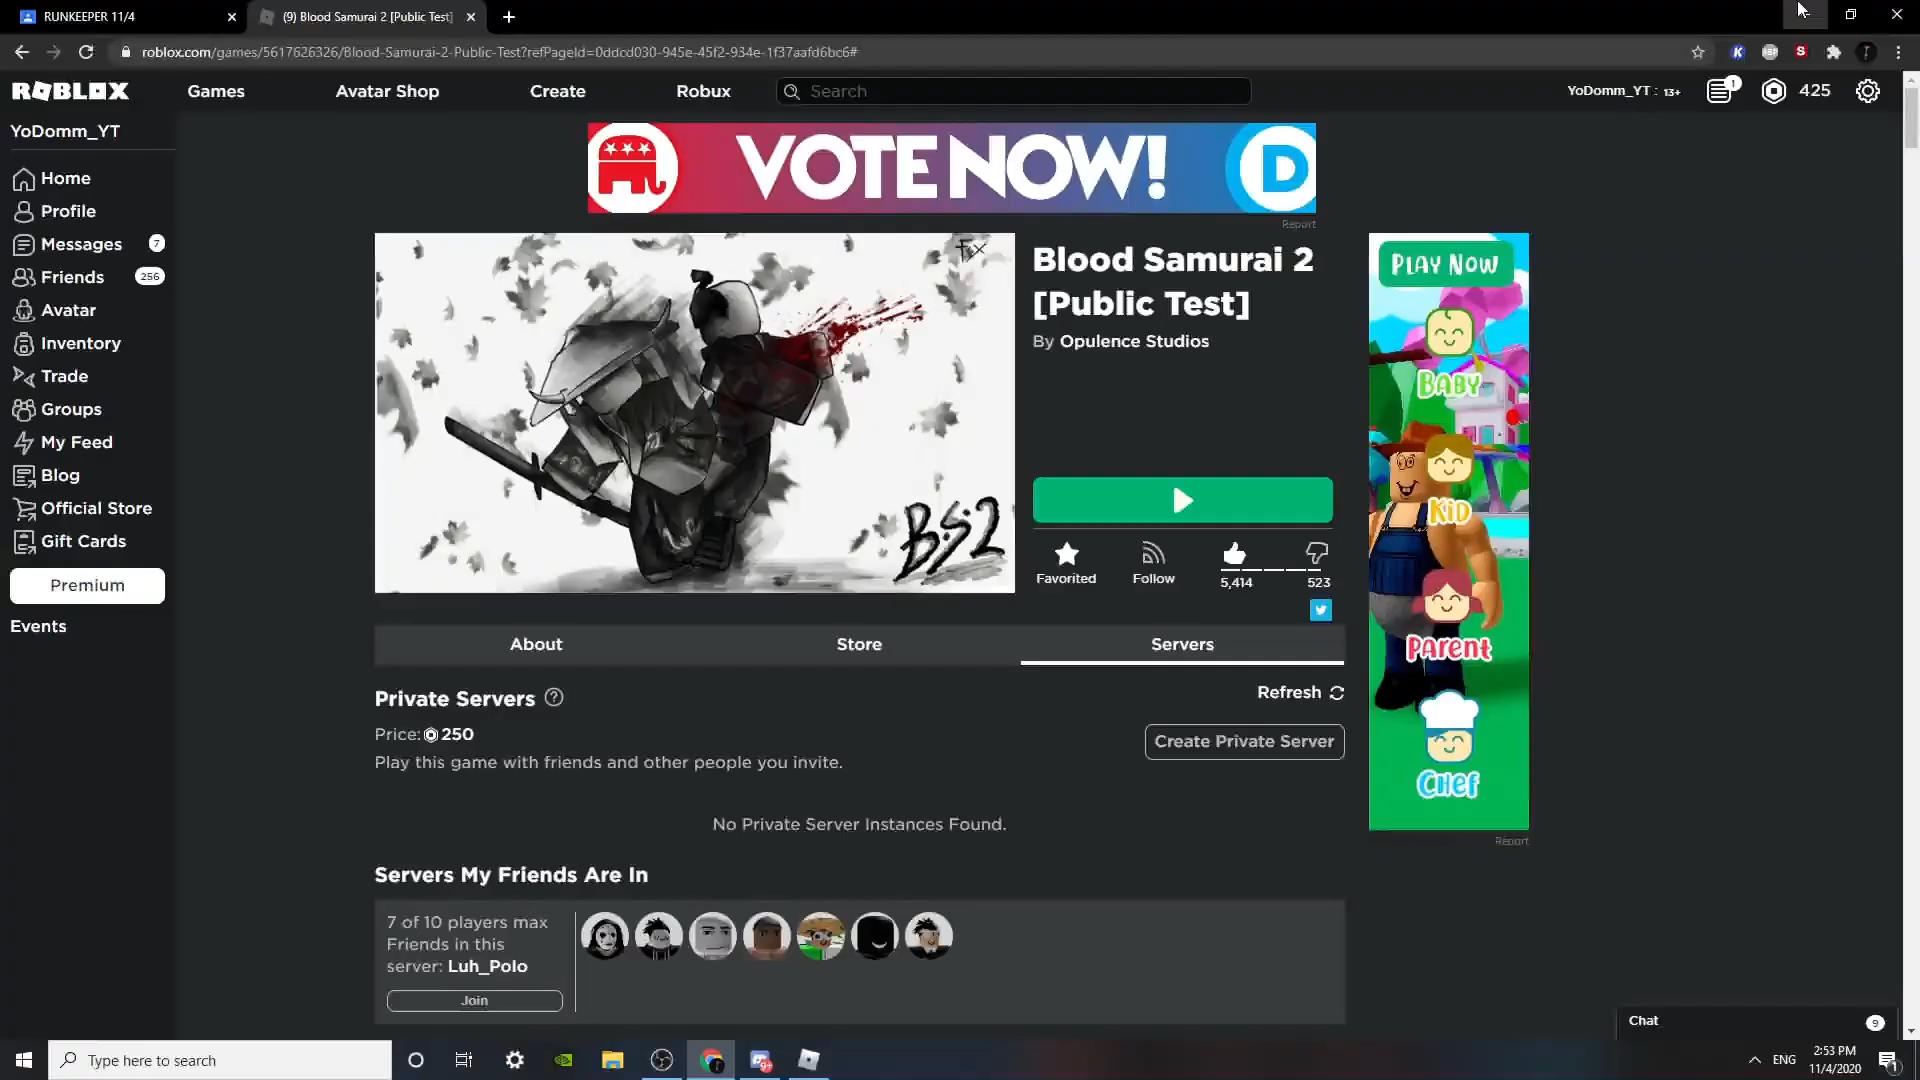 RUNKEEPER 11/4
(9) Blood Samurai 2 [Public Test]
roblox.com/games/5617626326/Blood-Samurai-2-Public-Test?refPageId=0ddcd030-945e-45f2-934e-1f37aafd6bc6#
ROBLOX
Games
Avatar Shop
Create
Robux
Search
YoDomm_YT : 13+
1
425
YoDomm_YT
Home
Profile
Messages 7
Friends 256
Avatar
Inventory
Trade
Groups
My Feed
Blog
Official Store
Gift Cards
Premium
Events
VOTE NOW!
D
Report
B.S.2
Blood Samurai 2
[Public Test]
By Opulence Studios
Favorited
Follow
5,414
523
PLAY NOW
BABY
KID
PARENT
CHEF
Report
About
Store
Servers
Private Servers
Refresh
Price: 250
Create Private Server
Play this game with friends and other people you invite.
No Private Server Instances Found.
Servers My Friends Are In
7 of 10 players max
Friends in this
server: Luh_Polo
Join
Chat
9
Type here to search
9+
ENG
2:53 PM
11/4/2020
1